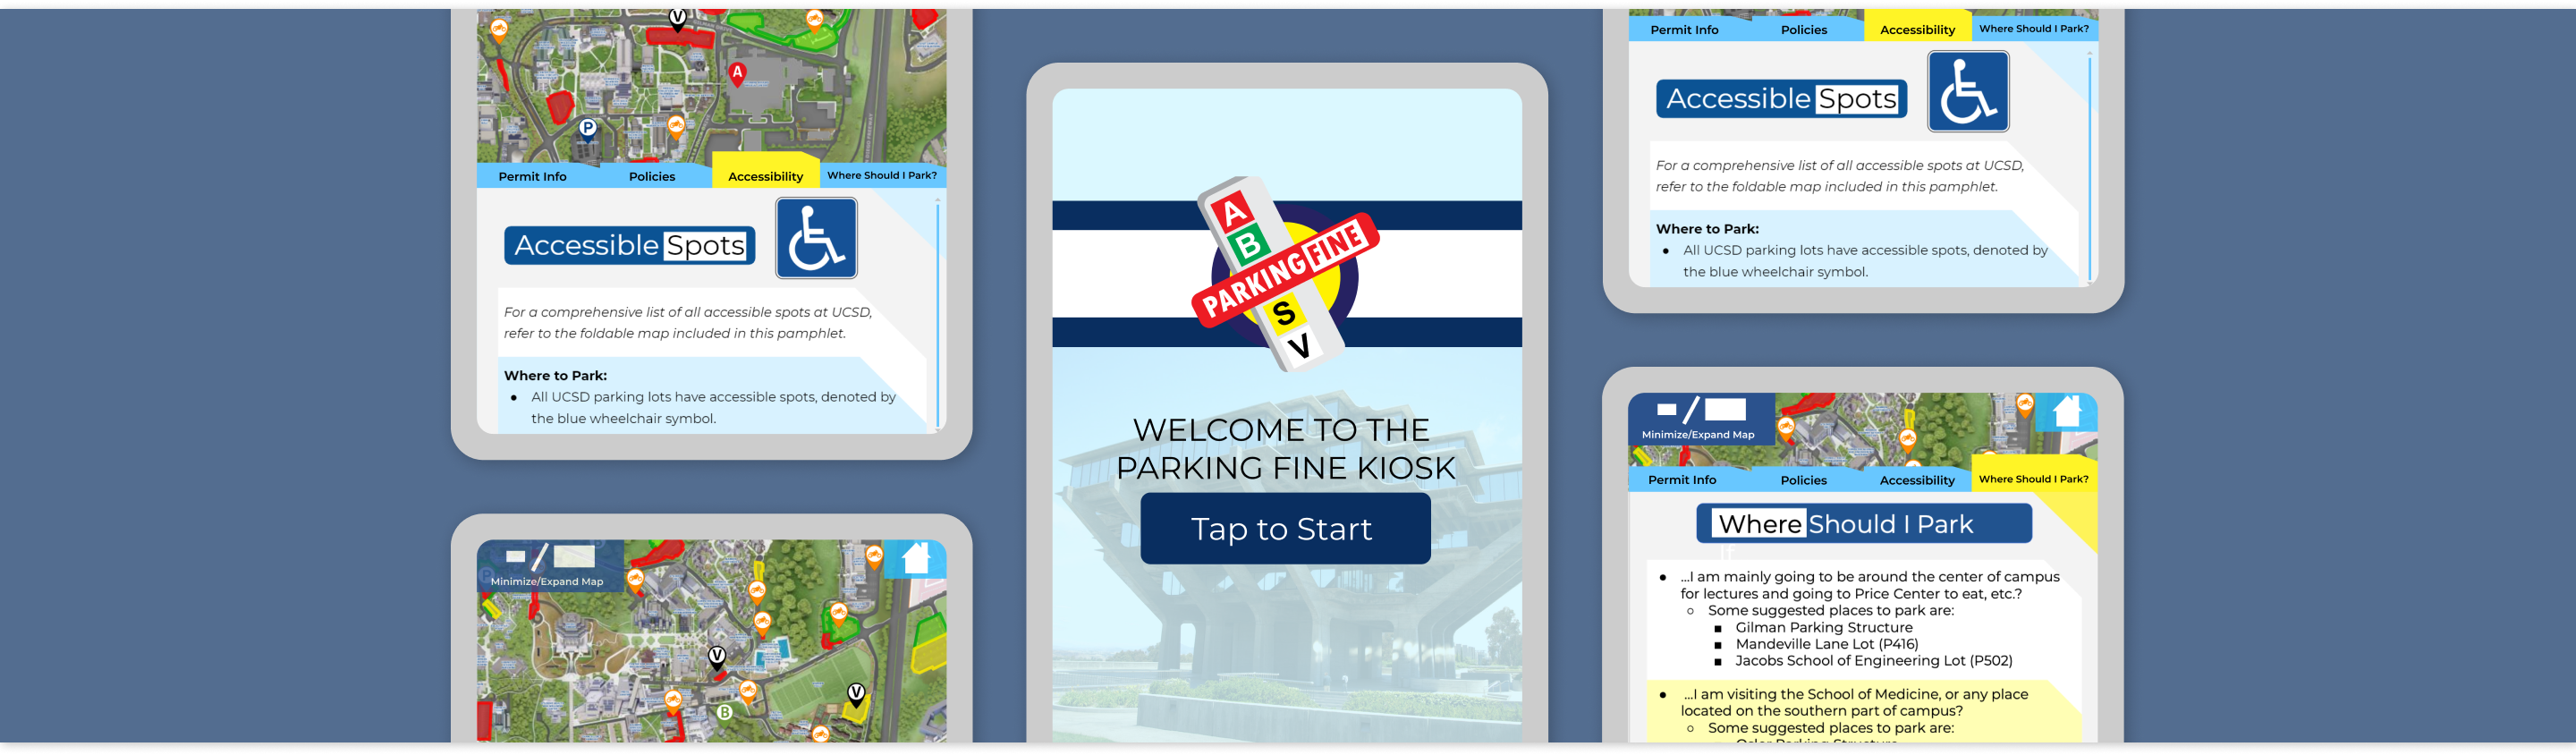 V
A
P
Permit Info
Policies
Accessibility
Where Should I Park?
Accessible Spots
For a comprehensive list of all accessible spots at UCSD,
refer to the foldable map included in this pamphlet.
Where to Park:
● All UCSD parking lots have accessible spots, denoted by
the blue wheelchair symbol.
Minimize/Expand Map
V
V
B
A
B
PARKING FINE
S
V
WELCOME TO THE
PARKING FINE KIOSK
Tap to Start
Permit Info
Policies
Accessibility
Where Should I Park?
Accessible Spots
For a comprehensive list of all accessible spots at UCSD,
refer to the foldable map included in this pamphlet.
Where to Park:
● All UCSD parking lots have accessible spots, denoted by
the blue wheelchair symbol.
Minimize/Expand Map
Permit Info
Policies
Accessibility
Where Should I Park?
Where Should I Park
If
● ...I am mainly going to be around the center of campus
for lectures and going to Price Center to eat, etc.?
○ Some suggested places to park are:
■ Gilman Parking Structure
■ Mandeville Lane Lot (P416)
■ Jacobs School of Engineering Lot (P502)
● ...I am visiting the School of Medicine, or any place
located on the southern part of campus?
○ Some suggested places to park are: